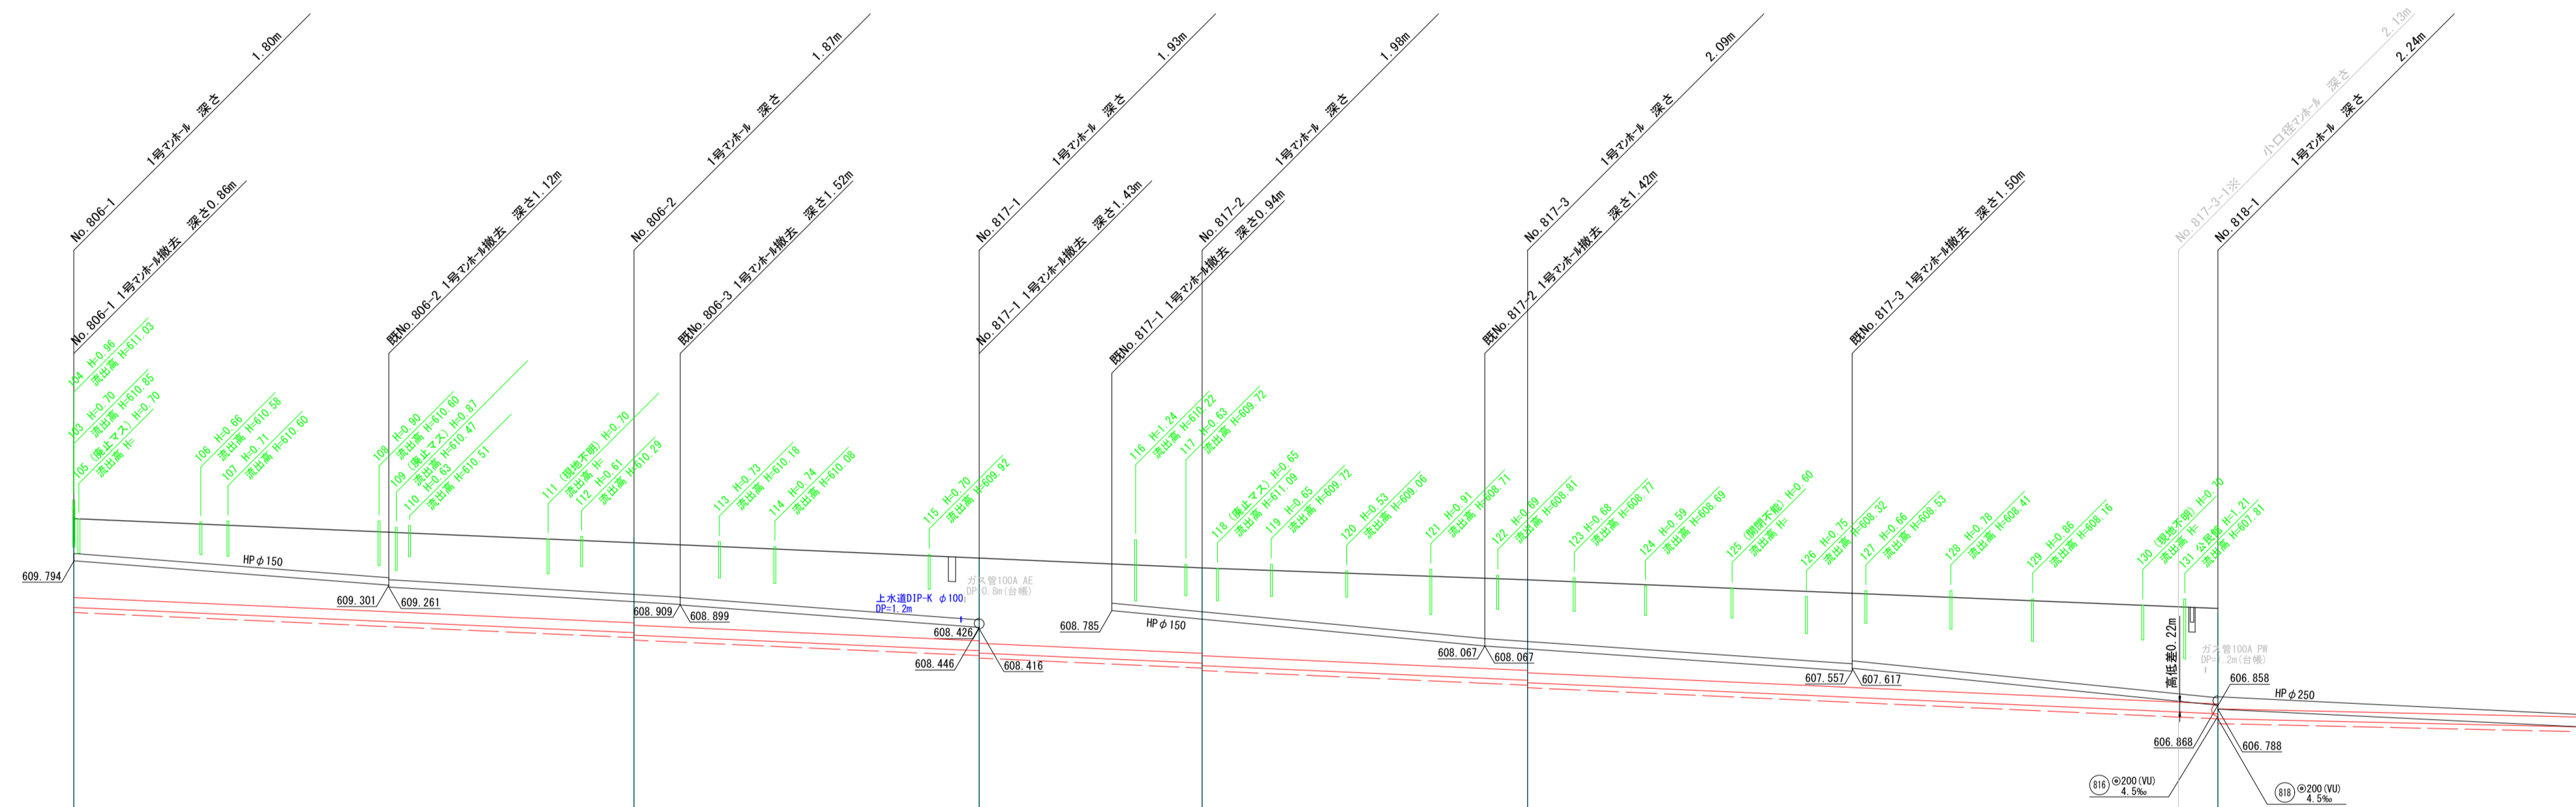 No.806-1　　1号マンホール　深さ　　1.80m
No.806-1 1号マンホール撤去　深さ0.86m
既No.806-2 1号マンホール撤去　深さ1.12m
No.806-2　　1号マンホール　深さ　　1.87m
既No.806-3 1号マンホール撤去　深さ1.52m
No.817-1　　1号マンホール　深さ　　1.93m
No.817-1 1号マンホール撤去　深さ1.43m
既No.817-1 1号マンホール撤去　深さ0.94m
No.817-2　　1号マンホール　深さ　　1.98m
既No.817-2 1号マンホール撤去　深さ1.42m
No.817-3　　1号マンホール　深さ　　2.09m
既No.817-3 1号マンホール撤去　深さ1.50m
No.817-3-1※　小口径マンホール　深さ　　2.13m
No.818-1　　1号マンホール　深さ　　2.24m
104 H=0.96
流出高 H=611.03
103 H=0.70
流出高 H=610.85
105 (廃止マス) H=0.70
流出高 H=
106 H=0.66
流出高 H=610.58
107 H=0.71
流出高 H=610.60
108 H=0.90
流出高 H=610.60
109 (廃止マス) H=0.87
流出高 H=610.47
110 H=0.63
流出高 H=610.51
111 (現地不明) H=0.70
流出高 H=
112 H=0.61
流出高 H=610.29
113 H=0.73
流出高 H=610.18
114 H=0.74
流出高 H=610.08
115 H=0.70
流出高 H=609.92
116 H=1.24
流出高 H=610.22
117 H=0.63
流出高 H=609.72
118 (廃止マス) H=0.65
流出高 H=611.09
119 H=0.65
流出高 H=609.72
120 H=0.53
流出高 H=609.06
121 H=0.91
流出高 H=608.71
122 H=0.69
流出高 H=608.81
123 H=0.68
流出高 H=608.77
124 H=0.59
流出高 H=608.69
125 (開閉不能) H=0.60
流出高 H=
126 H=0.75
流出高 H=608.32
127 H=0.66
流出高 H=608.53
128 H=0.78
流出高 H=608.41
129 H=0.86
流出高 H=608.16
130 (現地不明) H=0.70
流出高 H=
131 公民館 H=1.21
流出高 H=607.81
HPφ150
609.794
609.301
609.261
608.909
608.899
上水道DIP-K φ100
DP=1.2m
ガス管100A AE
DP=0.8m(台帳)
608.426
608.446
608.416
608.785
HPφ150
608.067
608.067
607.557
607.617
高低差0.22m
ガス管100A PW
DP=1.2m(台帳)
606.858
HPφ250
606.868
606.788
816 ⊙200(VU)
4.5‰
818 ⊙200(VU)
4.5‰